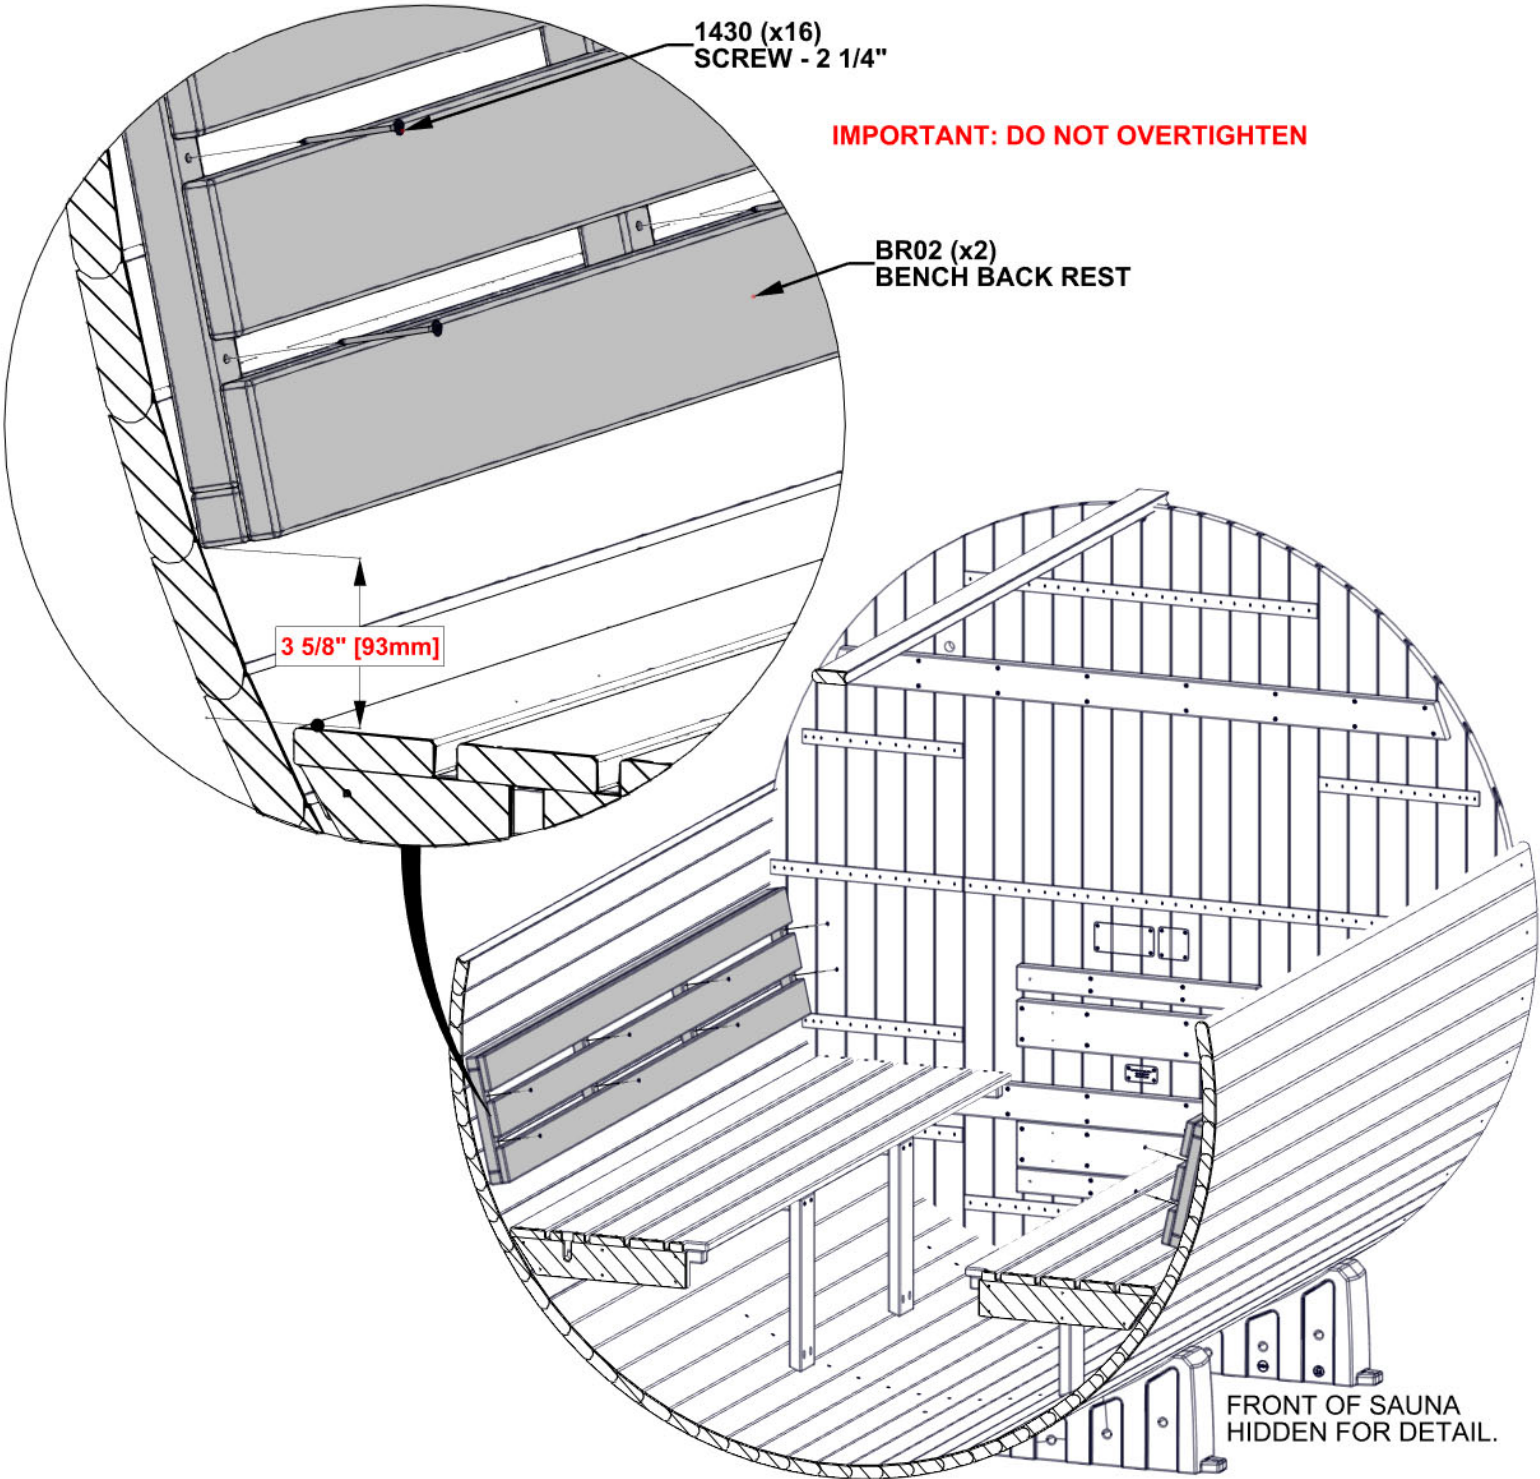 1430 (x16)
SCREW - 2 1/4"
IMPORTANT: DO NOT OVERTIGHTEN
BR02 (x2)
BENCH BACK REST
3 5/8" [93mm]
FRONT OF SAUNA
HIDDEN FOR DETAIL.